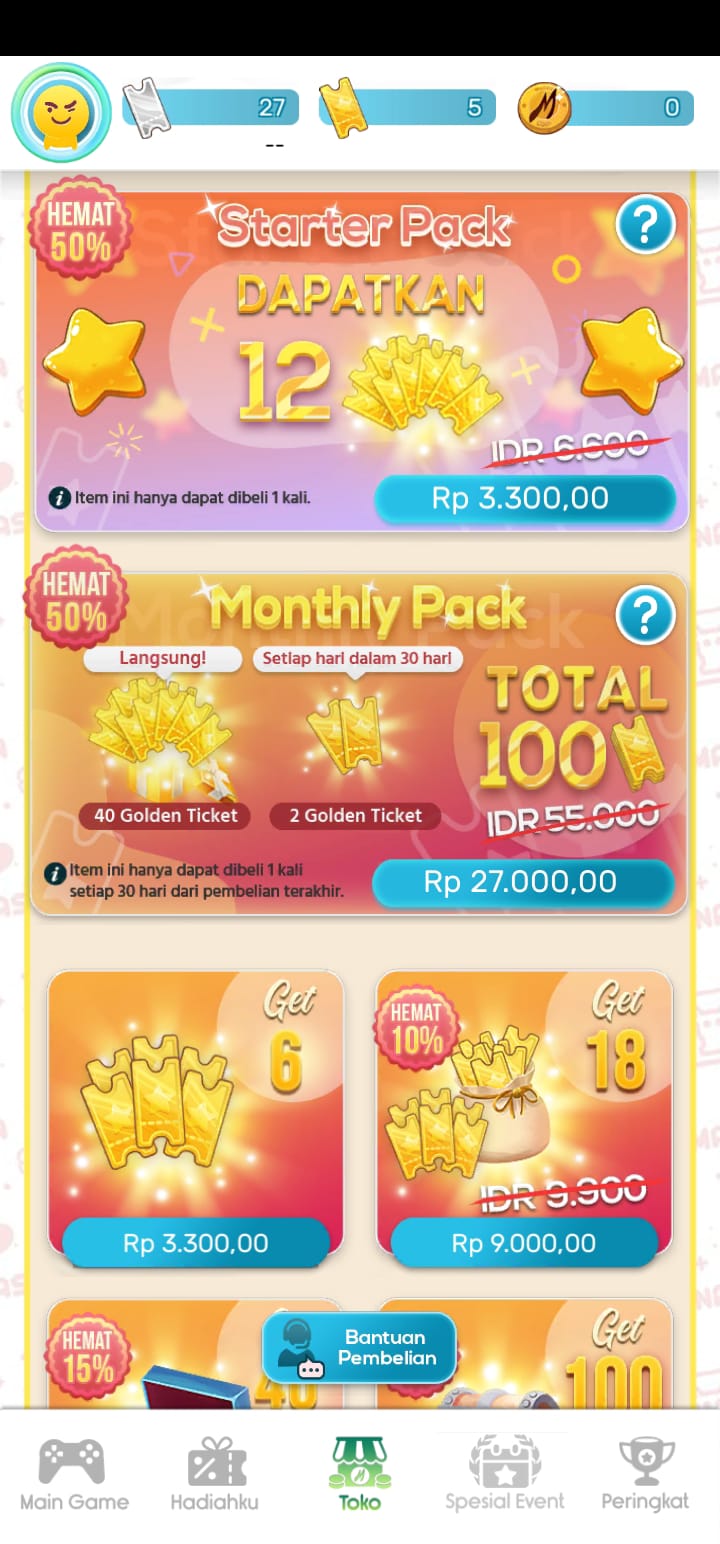 27
5
0
--
HEMAT
50%
Starter Pack
?
DAPATKAN
12
IDR 6.600
Item ini hanya dapat dibeli 1 kali.
Rp 3.300,00
HEMAT
50%
Monthly Pack
?
Langsung!
Setiap hari dalam 30 hari
TOTAL
100
40 Golden Ticket
2 Golden Ticket
IDR 55.000
Item ini hanya dapat dibeli 1 kali
setiap 30 hari dari pembelian terakhir.
Rp 27.000,00
Get
6
Rp 3.300,00
HEMAT
10%
Get
18
IDR 9.900
Rp 9.000,00
HEMAT
15%
Get
100
Bantuan
Pembelian
Main Game
Hadiahku
Toko
Spesial Event
Peringkat